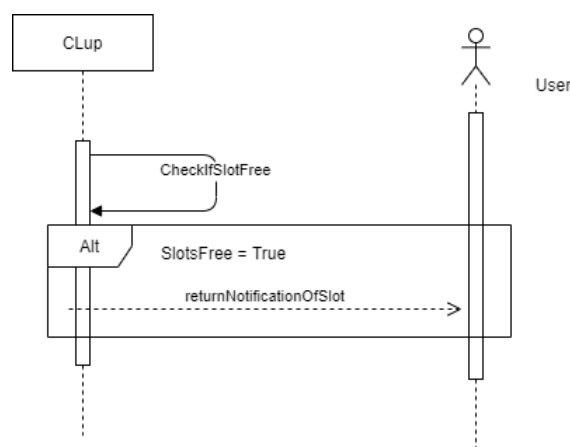 CLup
User
CheckIfSlotFree
Alt
SlotsFree = True
returnNotificationOfSlot